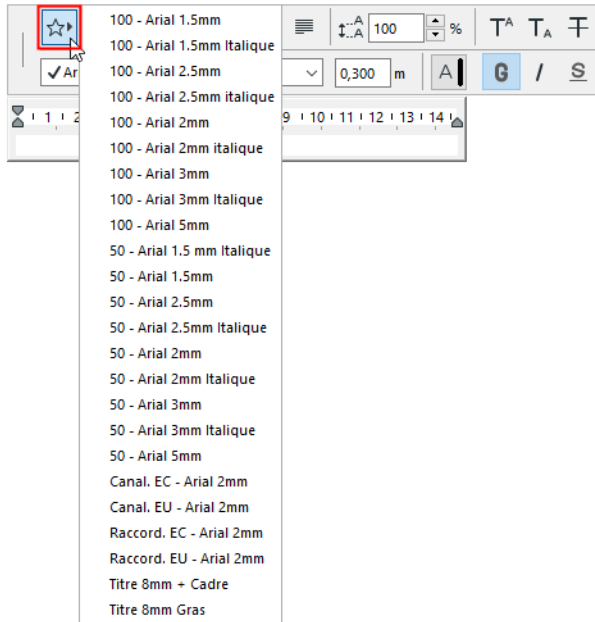 100 - Arial 1.5mm
100 - Arial 1.5mm Italique
100 - Arial 2.5mm
100 - Arial 2.5mm italique
100 - Arial 2mm
100 - Arial 2mm italique
100 - Arial 3mm
100 - Arial 3mm Italique
100 - Arial 5mm
50 - Arial 1.5 mm Italique
50 - Arial 1.5mm
50 - Arial 2.5mm
50 - Arial 2.5mm Italique
50 - Arial 2mm
50 - Arial 2mm Italique
50 - Arial 3mm
50 - Arial 3mm Italique
50 - Arial 5mm
Canal. EC - Arial 2mm
Canal. EU - Arial 2mm
Raccord. EC - Arial 2mm
Raccord. EU - Arial 2mm
Titre 8mm + Cadre
Titre 8mm Gras
A A 100 % T A T A T
Ar 0,300 m A G I S
1 2 9 10 11 12 13 14